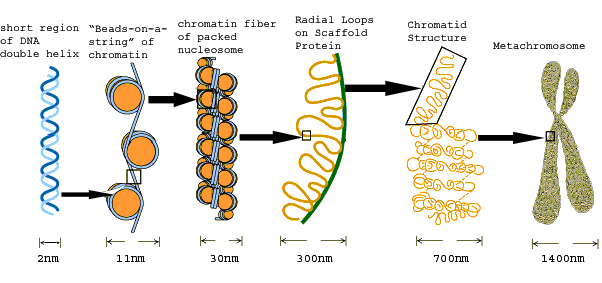 short region
of DNA
double helix
“Beads-on-a-
string” of
chromatin
chromatin fiber
of packed
nucleosome
Radial Loops
on Scaffold
Protein
Chromatid
Structure
Metachromosome
2nm
11nm
30nm
300nm
700nm
1400nm